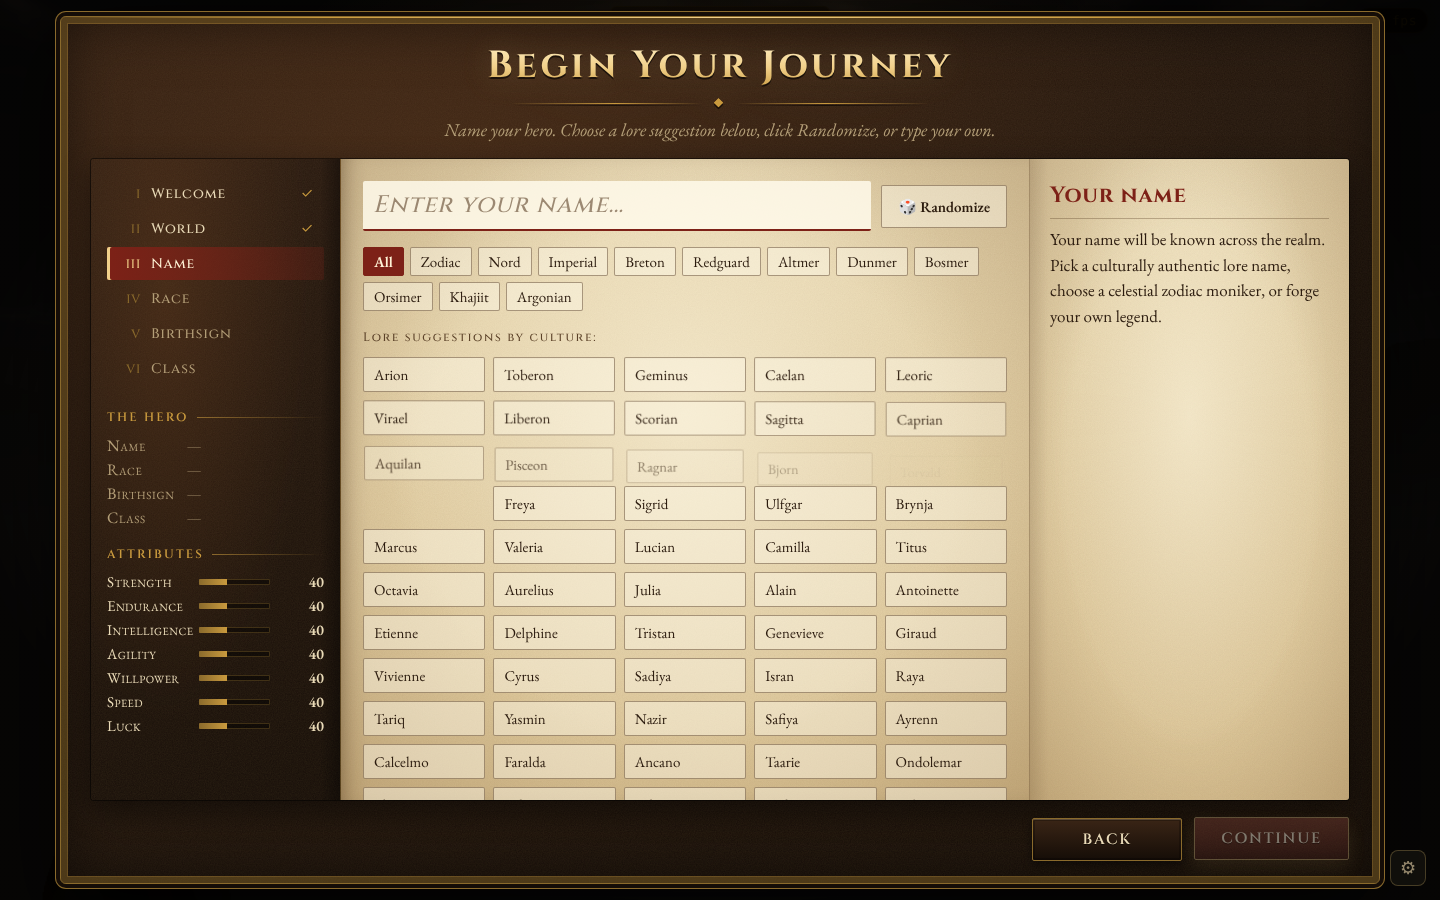 Begin Your Journey
Name your hero. Choose a lore suggestion below, click Randomize, or type your own.
I Welcome ✓
II World ✓
III Name
IV Race
V Birthsign
VI Class
The Hero
Name —
Race —
Birthsign —
Class —
Attributes
Strength 40
Endurance 40
Intelligence 40
Agility 40
Willpower 40
Speed 40
Luck 40
Enter your name...
🎲 Randomize
All Zodiac Nord Imperial Breton Redguard Altmer Dunmer Bosmer
Orsimer Khajiit Argonian
Lore suggestions by culture:
Arion Toberon Geminus Caelan Leoric
Virael Liberon Scorian Sagitta Caprian
Aquilan Pisceon Ragnar Bjorn
Freya Sigrid Ulfgar Brynja
Marcus Valeria Lucian Camilla Titus
Octavia Aurelius Julia Alain Antoinette
Etienne Delphine Tristan Genevieve Giraud
Vivienne Cyrus Sadiya Isran Raya
Tariq Yasmin Nazir Safiya Ayrenn
Calcelmo Faralda Ancano Taarie Ondolemar
Your name
Your name will be known across the realm.
Pick a culturally authentic lore name,
choose a celestial zodiac moniker, or forge
your own legend.
Back
Continue